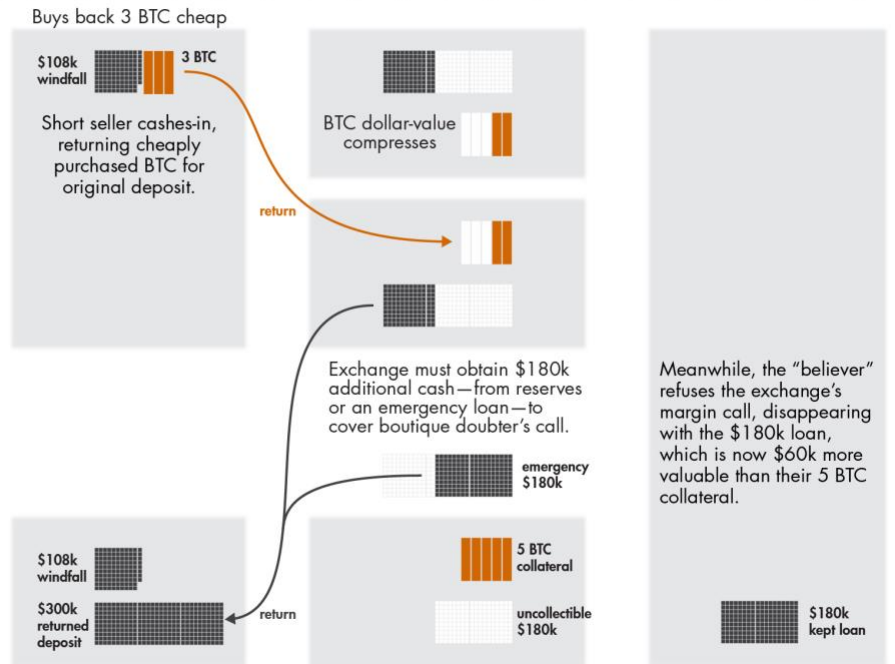 Buys back 3 BTC cheap
$108k
windfall
3 BTC
Short seller cashes-in,
returning cheaply
purchased BTC for
original deposit.
BTC dollar-value
compresses
return
Exchange must obtain $180k
additional cash—from reserves
or an emergency loan—to
cover boutique doubter’s call.
emergency
$180k
Meanwhile, the “believer”
refuses the exchange’s
margin call, disappearing
with the $180k loan,
which is now $60k more
valuable than their 5 BTC
collateral.
$108k
windfall
$300k
returned
deposit
return
5 BTC
collateral
uncollectible
$180k
$180k
kept loan